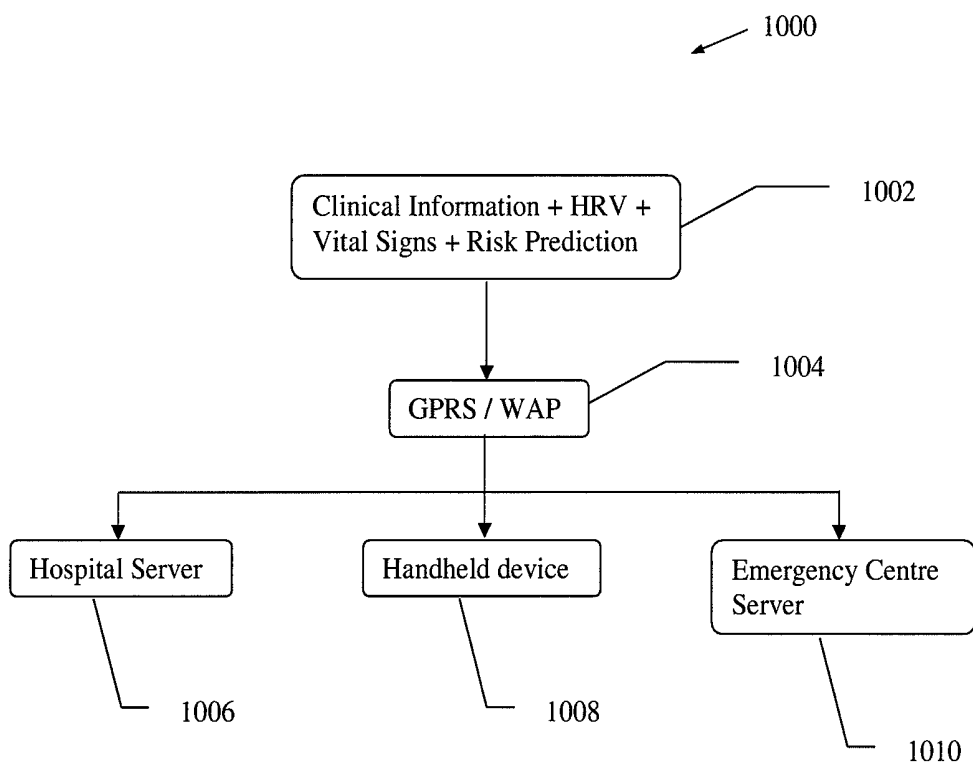 1000
Clinical Information + HRV +
Vital Signs + Risk Prediction
1002
1004
GPRS / WAP
Hospital Server
Handheld device
Emergency Centre
Server
1006
1008
1010